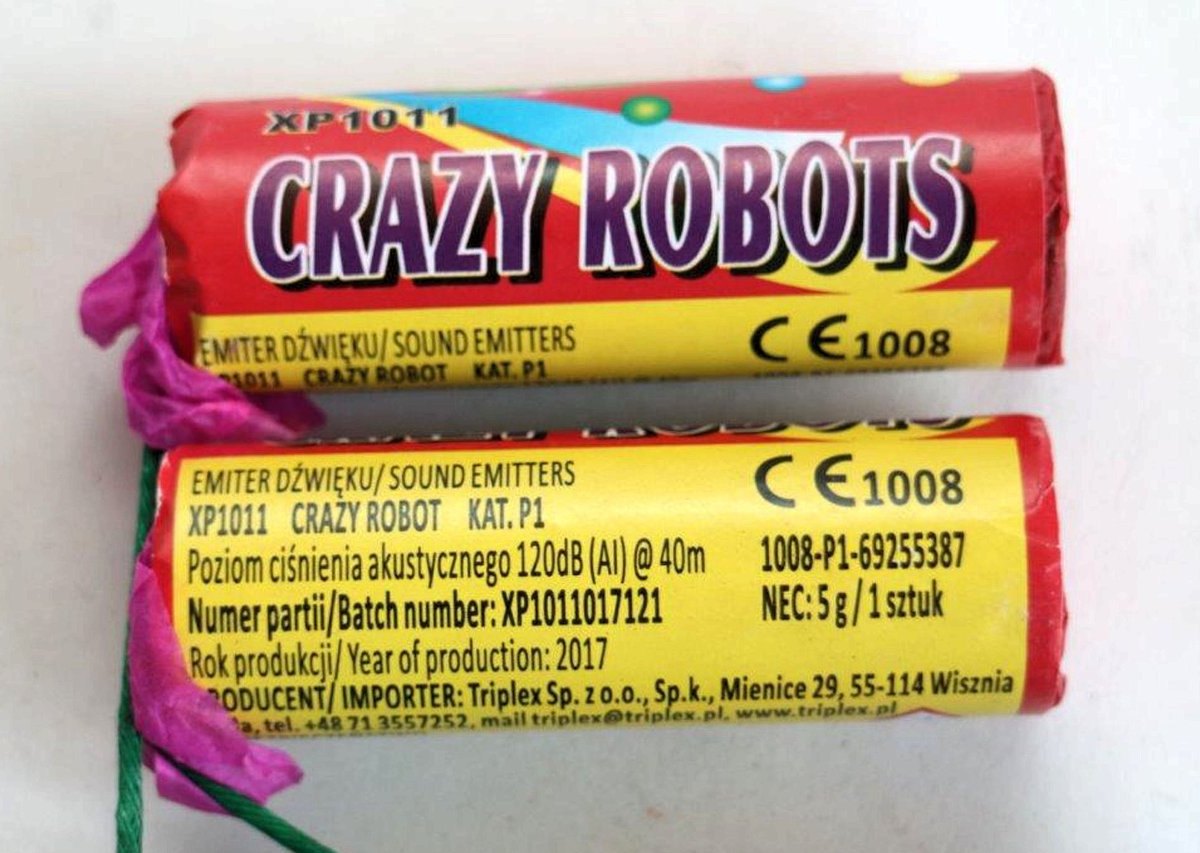 XP1011
CRAZY ROBOTS
EMITER DŹWIĘKU/ SOUND EMITTERS
CE 1008
XP1011 CRAZY ROBOT KAT. P1
EMITER DŹWIĘKU/ SOUND EMITTERS
CE 1008
XP1011 CRAZY ROBOT KAT. P1
Poziom ciśnienia akustycznego 120dB (AI) @ 40m
1008-P1-69255387
Numer partii/Batch number: XP1011017121
NEC: 5 g / 1 sztuk
Rok produkcji/ Year of production: 2017
PRODUCENT/ IMPORTER: Triplex Sp. z o.o., Sp.k., Mienice 29, 55-114 Wisznia
tel. +48 71 3557252, mail triplex@triplex.pl, www.triplex.pl